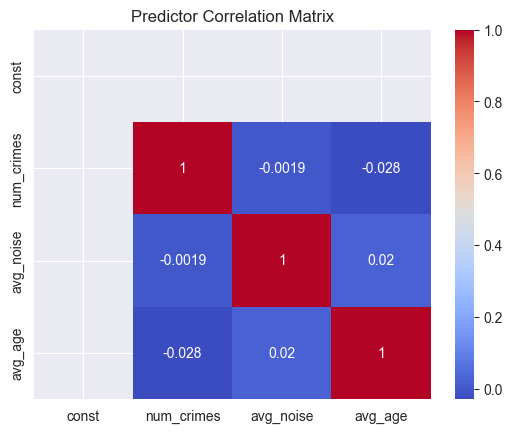 Predictor Correlation Matrix
const
num_crimes
avg_noise
avg_age
1 -0.0019 -0.028
-0.0019 1 0.02
-0.028 0.02 1
const num_crimes avg_noise avg_age
1.0
0.8
0.6
0.4
0.2
0.0